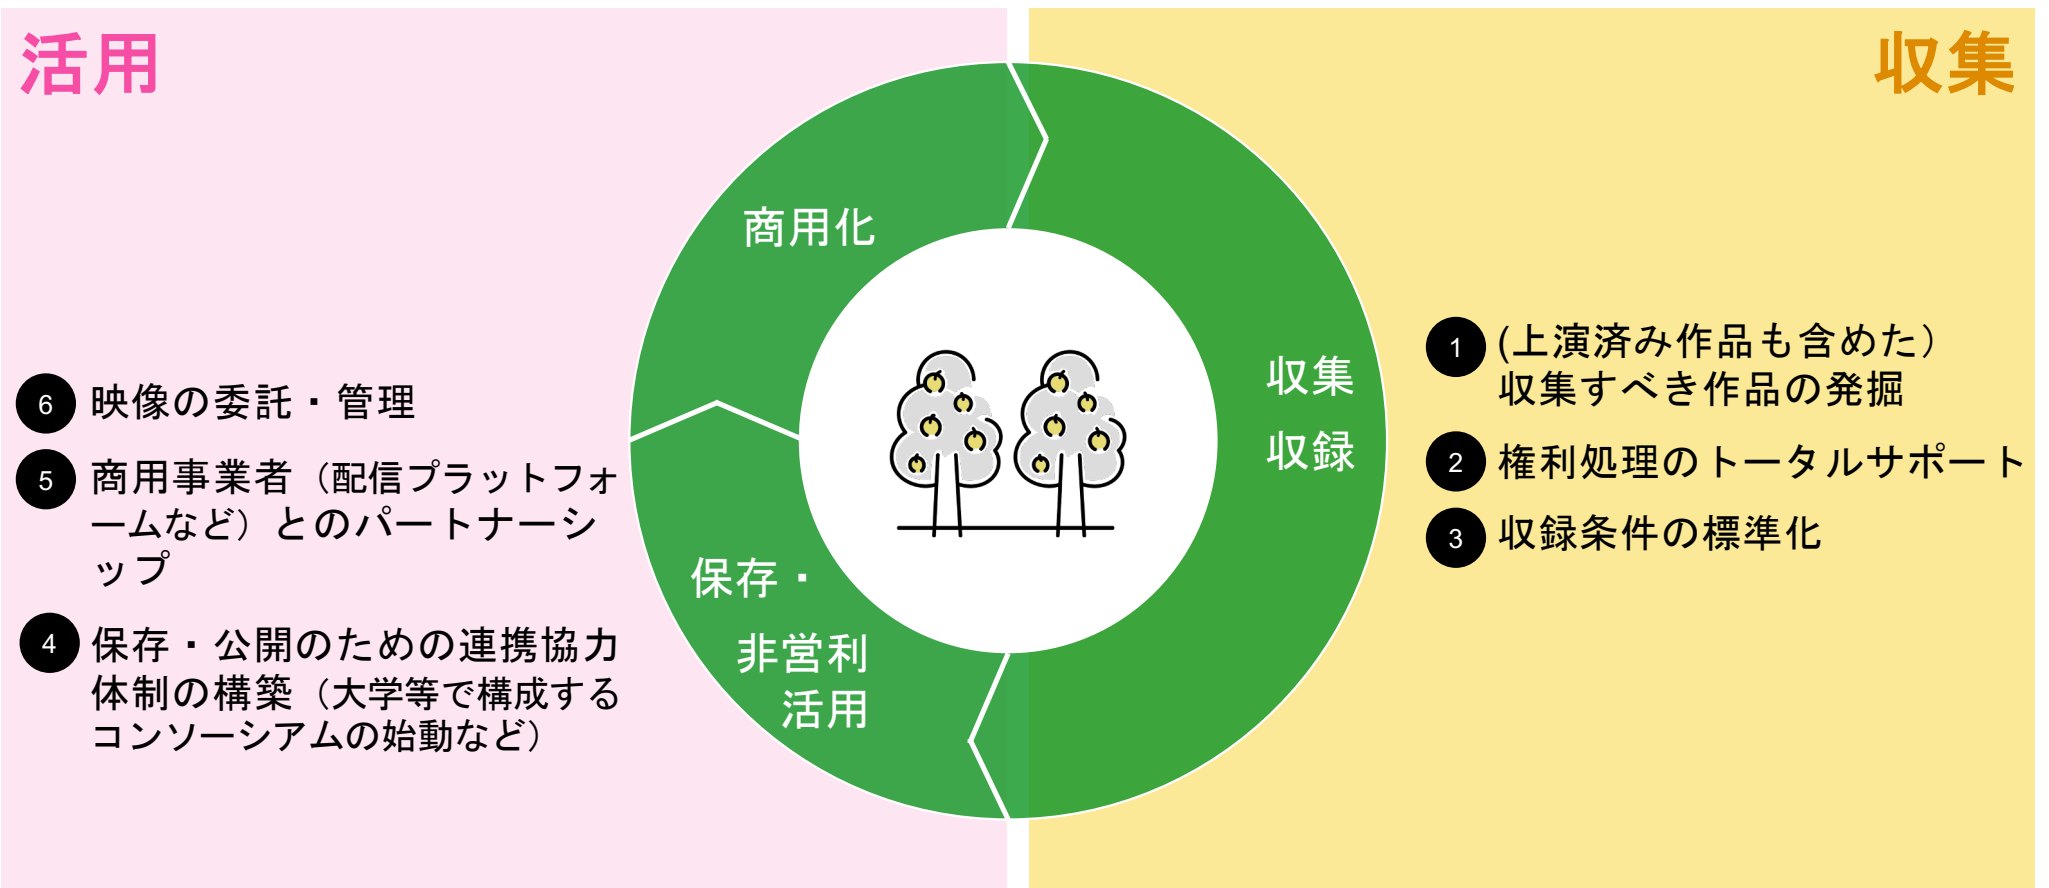 活用
収集
商用化
収集
収録
保存・
非営利
活用
1 (上演済み作品も含めた）
収集すべき作品の発掘
2 権利処理のトータルサポート
3 収録条件の標準化
6 映像の委託・管理
5 商用事業者（配信プラットフォ
ームなど）とのパートナーシ
ップ
4 保存・公開のための連携協力
体制の構築（大学等で構成する
コンソーシアムの始動など）